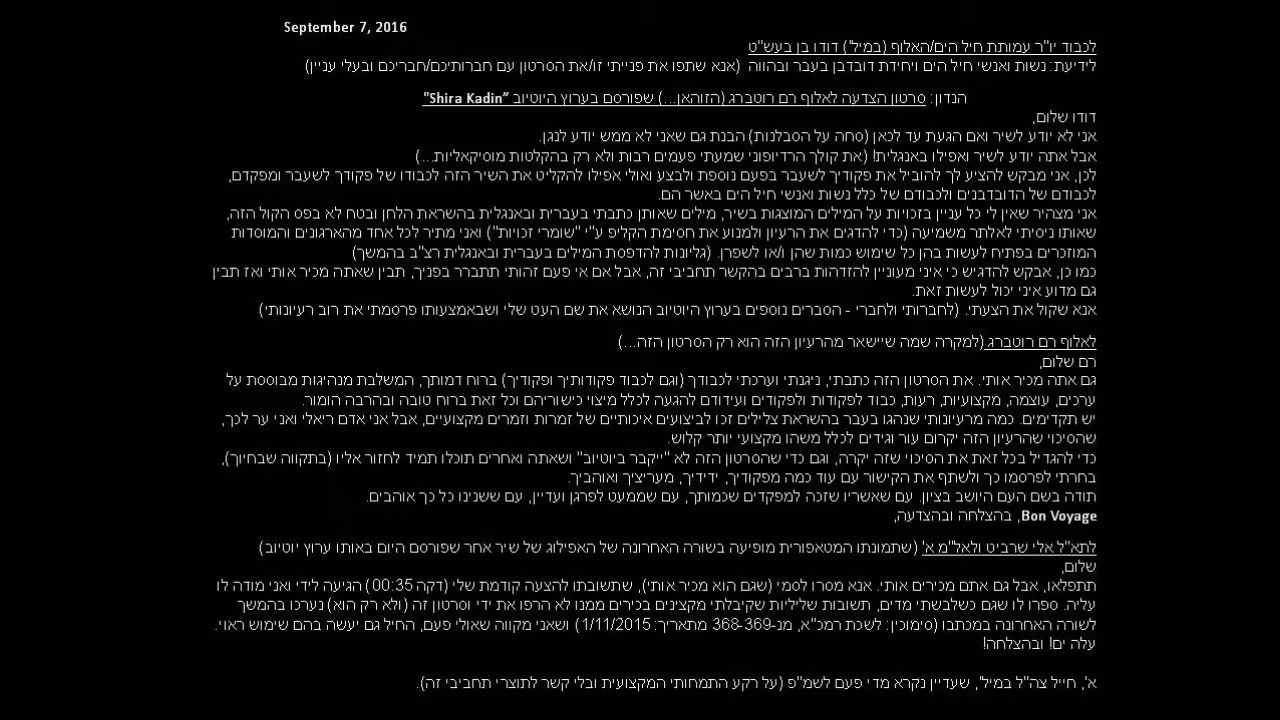 September 7, 2016
לכבוד יו"ר עמותת חיל הים/האלוף (במיל') דודו בן בעש"ט
לידיעת: נשות ואנשי חיל הים ויחידת דובדבן בעבר ובהווה (אנא שתפו את פנייתי זו/את הסרטון עם חברותיכם/חבריכם ובעלי עניין)
הנדון: סרטון הצדעה לאלוף רם רוטברג (הזוהאן...) שפורסם בערוץ היוטיוב "Shira Kadin"
דודו שלום,
אני לא יודע לשיר ואם הגעת עד לכאן (סחה על הסבלנות) הבנת גם שאני לא ממש יודע לנגן.
אבל אתה יודע לשיר ואפילו באנגלית! (את קולך הרדיופוני שמעתי פעמים רבות ולא רק בהקלטות מוסיקאליות...)
לכן, אני מבקש להציע לך להוביל את פקודיך לשעבר בפעם נוספת ולבצע ואולי אפילו להקליט את השיר הזה לכבודו של פקודך לשעבר ומפקדם,
לכבודם של הדובדבנים ולכבודם של כלל נשות ואנשי חיל הים באשר הם.
אני מצהיר שאין לי כל עניין בזכויות על המילים המוצגות בשיר, מילים שאותן כתבתי בעברית ובאנגלית בהשראת הלחן ובטח לא בפס הקול הזה,
שאותו ניסיתי לאלתר משמיעה (כדי להדגים את הרעיון ולמנוע את חסימת הקליפ ע"י "שומרי זכויות") ואני מתיר לכל אחד מהארגונים והמוסדות
המוזכרים בפתיח לעשות בהן כל שימוש כמות שהן ו/או לשפרן. (גליונות להדפסת המילים בעברית ובאנגלית רצ"ב בהמשך)
כמו כן, אבקש להדגיש כי איני מעוניין להזדהות ברבים בהקשר תחביבי זה, אבל אם אי פעם זהותי תתברר בפניך, תבין שאתה מכיר אותי ואז תבין
גם מדוע איני יכול לעשות זאת.
אנא שקול את הצעתי. (לחברותי ולחברי - הסברים נוספים בערוץ היוטיוב הנושא את שם העט שלי ושבאמצעותו פרסמתי את רוב רעיונותי)
לאלוף רם רוטברג (למקרה שמה שיישאר מהרעיון הזה הוא רק הסרטון הזה...)
רם שלום,
גם אתה מכיר אותי. את הסרטון הזה כתבתי, ניגנתי וערכתי לכבודך (וגם לכבוד פקודותיך ופקודיך) ברוח דמותך, המשלבת מנהיגות מבוססת על
ערכים, עוצמה, מקצועיות, רעות, כבוד לפקודות ולפקודים ועידודם להגעה לכלל מיצוי כישוריהם וכל זאת ברוח טובה ובהרבה הומור.
יש תקדימים. כמה מרעיונותי שנהגו בעבר בהשראת צלילים זכו לביצועים איכותיים של זמרות וזמרים מקצועיים, אבל אני אדם ריאלי ואני ער לכך,
שהסיכוי שהרעיון הזה יקרום עור וגידים לכלל משהו מקצועי יותר קלוש.
כדי להגדיל בכל זאת את הסיכוי שזה יקרה, וגם כדי שהסרטון הזה לא "ייקבר ביוטיוב" ושאתה ואחרים תוכלו תמיד לחזור אליו (בתקווה שבחיוך),
בחרתי לפרסמו כך ולשתף את הקישור עם עוד כמה מפקודיך, ידידיך, מעריציך ואוהביך.
תודה בשם העם היושב בציון. עם שאשריו שזכה למפקדים שכמותך, עם שממעט לפרגן ועדיין, עם ששנינו כל כך אוהבים.
Bon Voyage, בהצלחה ובהצדעה,
לתא"ל אלי שרביט ולאל"מ א' (שתמונתו המטאפורית מופיעה בשורה האחרונה של האפילוג של שיר אחר שפורסם היום באותו ערוץ יוטיוב)
שלום,
תתפלאו, אבל גם אתם מכירים אותי. אנא מסרו לסמי (שגם הוא מכיר אותי), שתשובתו להצעה קודמת שלי (דקה 00:35) הגיעה לידי ואני מודה לו
עליה. ספרו לו שגם כשלבשתי מדים, תשובות שליליות שקיבלתי מקצינים בכירים ממנו לא הרפו את ידי וסרטון זה (ולא רק הוא) נערכו בהמשך
לשורה האחרונה במכתבו (סימוכין: לשכת רמכ"א, מנ-368-369 מתאריך: 1/11/2015) ושאני מקווה שאולי פעם, החיל גם יעשה בהם שימוש ראוי.
עלה ים! ובהצלחה!
א', חייל צה"ל במיל', שעדיין נקרא מדי פעם לשמ"פ (על רקע התמחותי המקצועית ובלי קשר לתוצרי תחביבי זה).